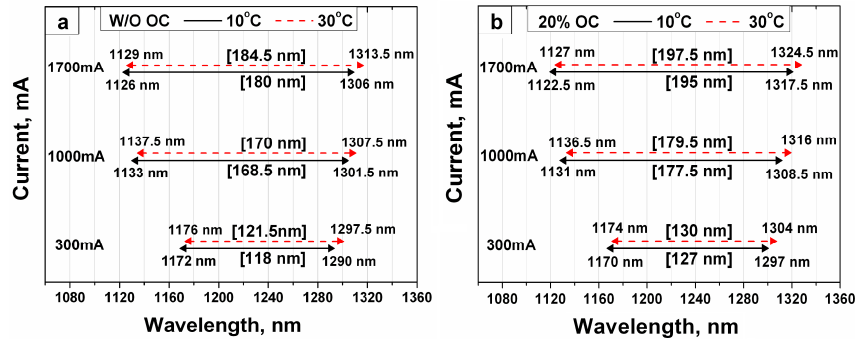 a W/O OC 10°C 30°C
1129 nm [184.5 nm] 1313.5 nm
1700mA
1126 nm [180 nm] 1306 nm
1137.5 nm [170 nm] 1307.5 nm
1000mA
1133 nm [168.5 nm] 1301.5 nm
1176 nm [121.5nm] 1297.5 nm
300mA
1172 nm [118 nm] 1290 nm
Current, mA
1080 1120 1160 1200 1240 1280 1320 1360
Wavelength, nm
b 20% OC 10°C 30°C
1127 nm [197.5 nm] 1324.5 nm
1700mA
1122.5 nm [195 nm] 1317.5 nm
1136.5 nm [179.5 nm] 1316 nm
1000mA
1131 nm [177.5 nm] 1308.5 nm
1174 nm [130 nm] 1304 nm
300mA
1170 nm [127 nm] 1297 nm
Current, mA
1080 1120 1160 1200 1240 1280 1320 1360
Wavelength, nm